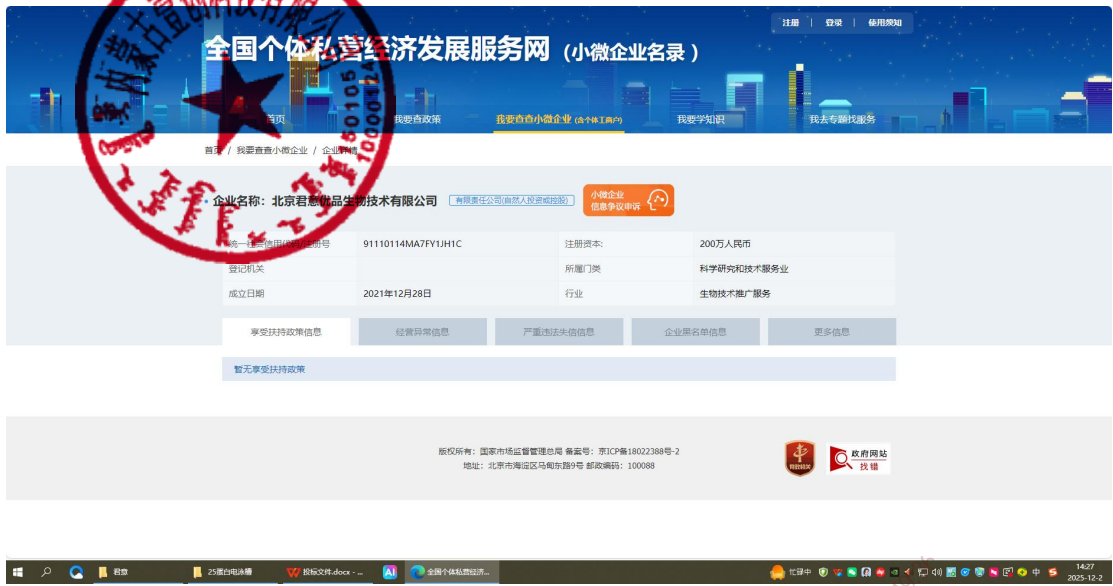 注册 | 登录 | 使用须知
全国个体私营经济发展服务网（小微企业名录）
首页 我要查政策 我要查查小微企业 (含个体工商户) 我要学知识 我去专题找服务
首页 / 我要查查小微企业 / 企业详情
企业名称：北京君意优品生物技术有限公司 有限责任公司(自然人投资或控股) 小微企业
信息争议申诉
统一社会信用代码/注册号 91110114MA7FY1JH1C 注册资本: 200万人民币
登记机关 所属门类 科学研究和技术服务业
成立日期 2021年12月28日 行业 生物技术推广服务
享受扶持政策信息 经营异常信息 严重违法失信信息 企业黑名单信息 更多信息
暂无享受扶持政策
版权所有：国家市场监督管理总局 备案号：京ICP备18022388号-2
地址：北京市海淀区马甸东路9号 邮政编码：100088
政府网站
找错
君意 25蛋白电泳槽 投标文件.docx - ... AI 全国个体私营经济...
忙碌中 中 14:27
2025-12-2